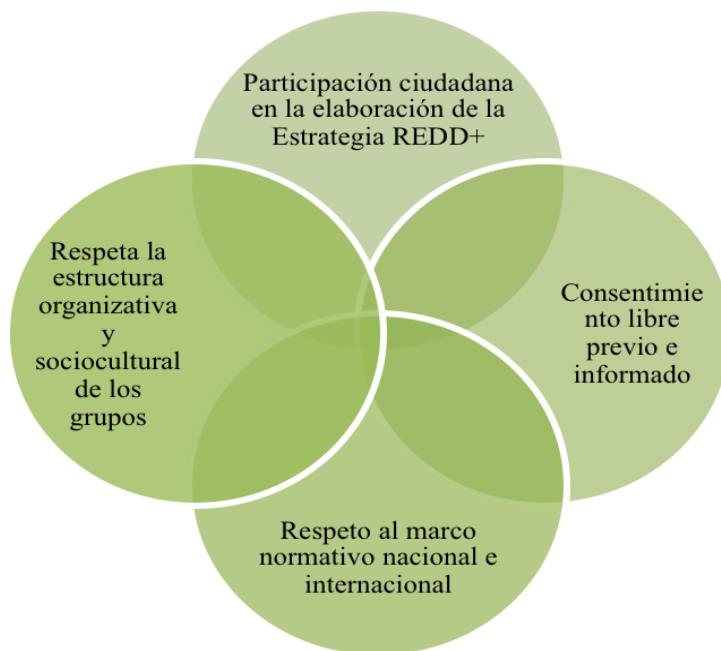 Participación ciudadana
en la elaboración de la
Estrategia REDD+
Respeta la
estructura
organizativa
y
sociocultural
de los
grupos
Consentimie
nto libre
previo e
informado
Respeto al marco
normativo nacional e
internacional